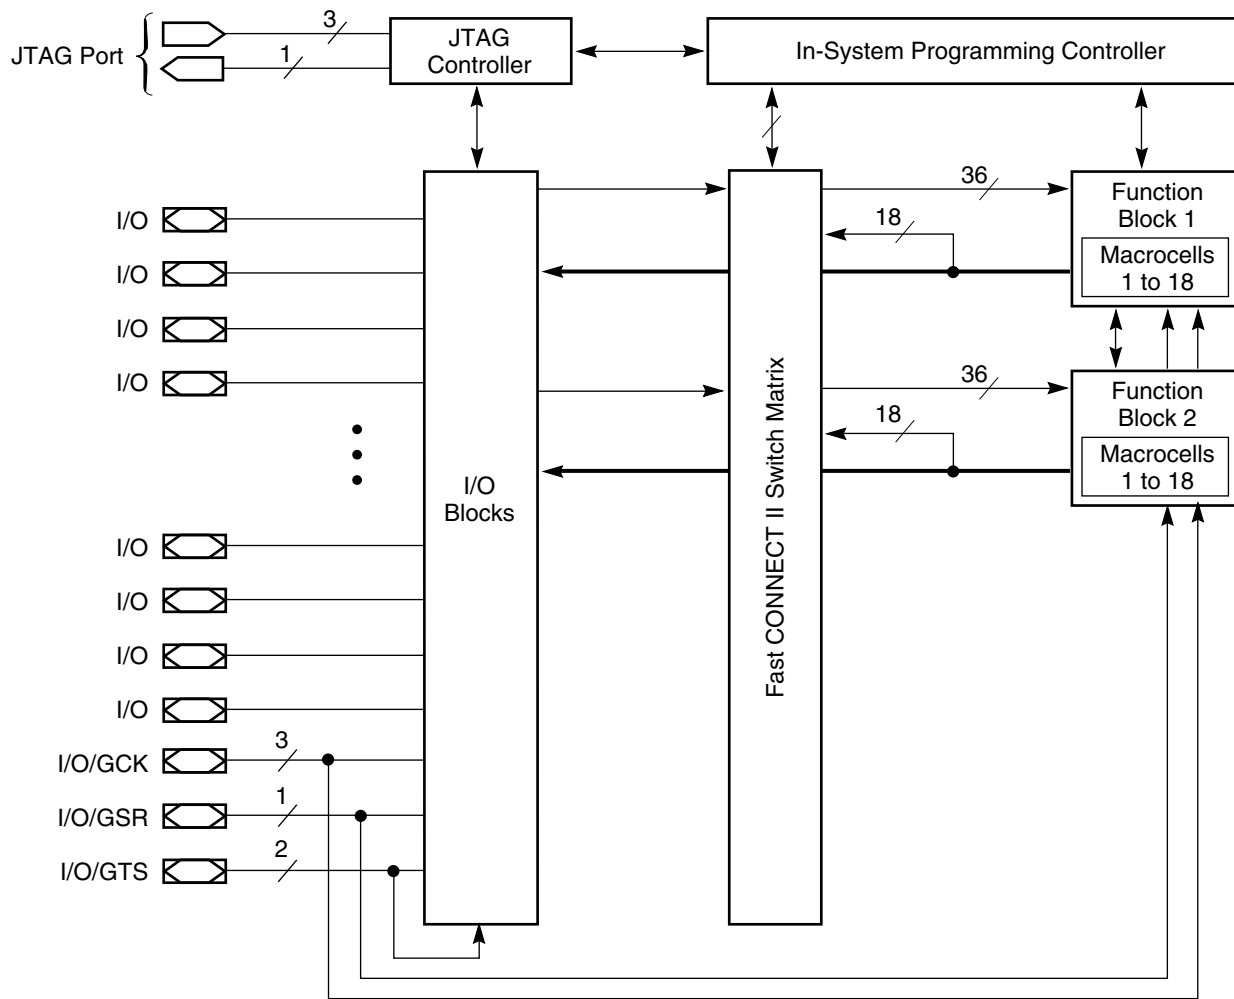 JTAG Port
3
1
JTAG
Controller
In-System Programming Controller
I/O
I/O
I/O
I/O
I/O
I/O
I/O
I/O
I/O/GCK
3
I/O/GSR
1
I/O/GTS
2
I/O
Blocks
Fast CONNECT II Switch Matrix
36
18
Function
Block 1
Macrocells
1 to 18
36
18
Function
Block 2
Macrocells
1 to 18